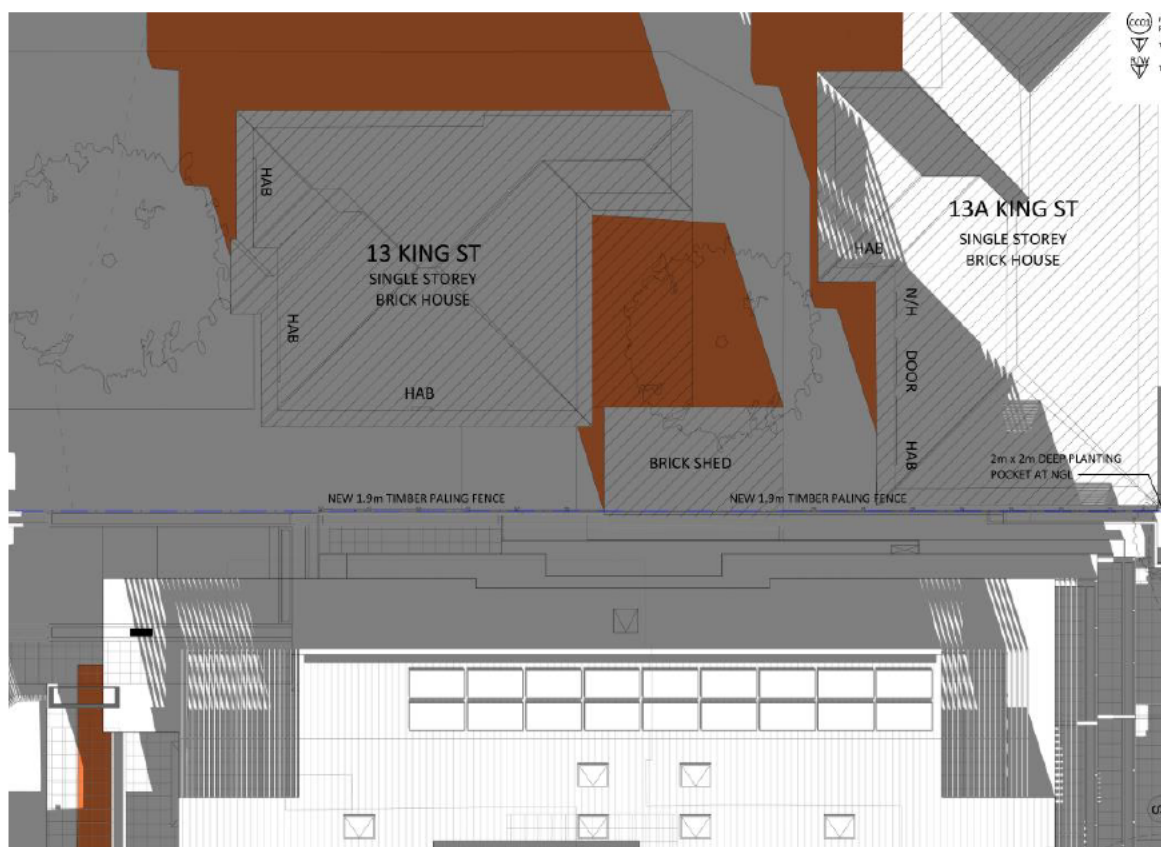 CC01
R/W
HAB
13 KING ST
SINGLE STOREY
BRICK HOUSE
HAB
HAB
13A KING ST
SINGLE STOREY
BRICK HOUSE
HAB
N/H
DOOR
HAB
BRICK SHED
2m x 2m DEEP PLANTING
POCKET AT NGL
NEW 1.9m TIMBER PALING FENCE
NEW 1.9m TIMBER PALING FENCE